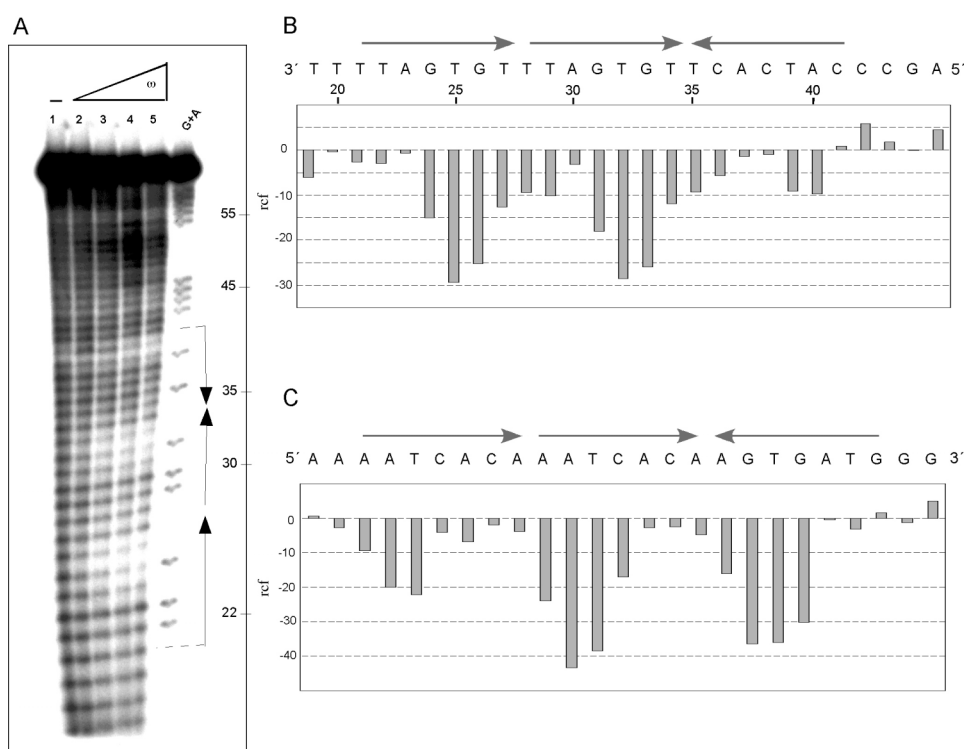 A
ω
–
1 2 3 4 5 G+A
55
45
35
30
22
B
3´ T T T T A G T G T T T A G T G T T C A C T A C C C G A 5´
20 25 30 35 40
0
-10
-20
-30
rcf
C
5´ A A A A T C A C A A A T C A C A A G T G A T G G G 3´
0
-10
-20
-30
-40
rcf